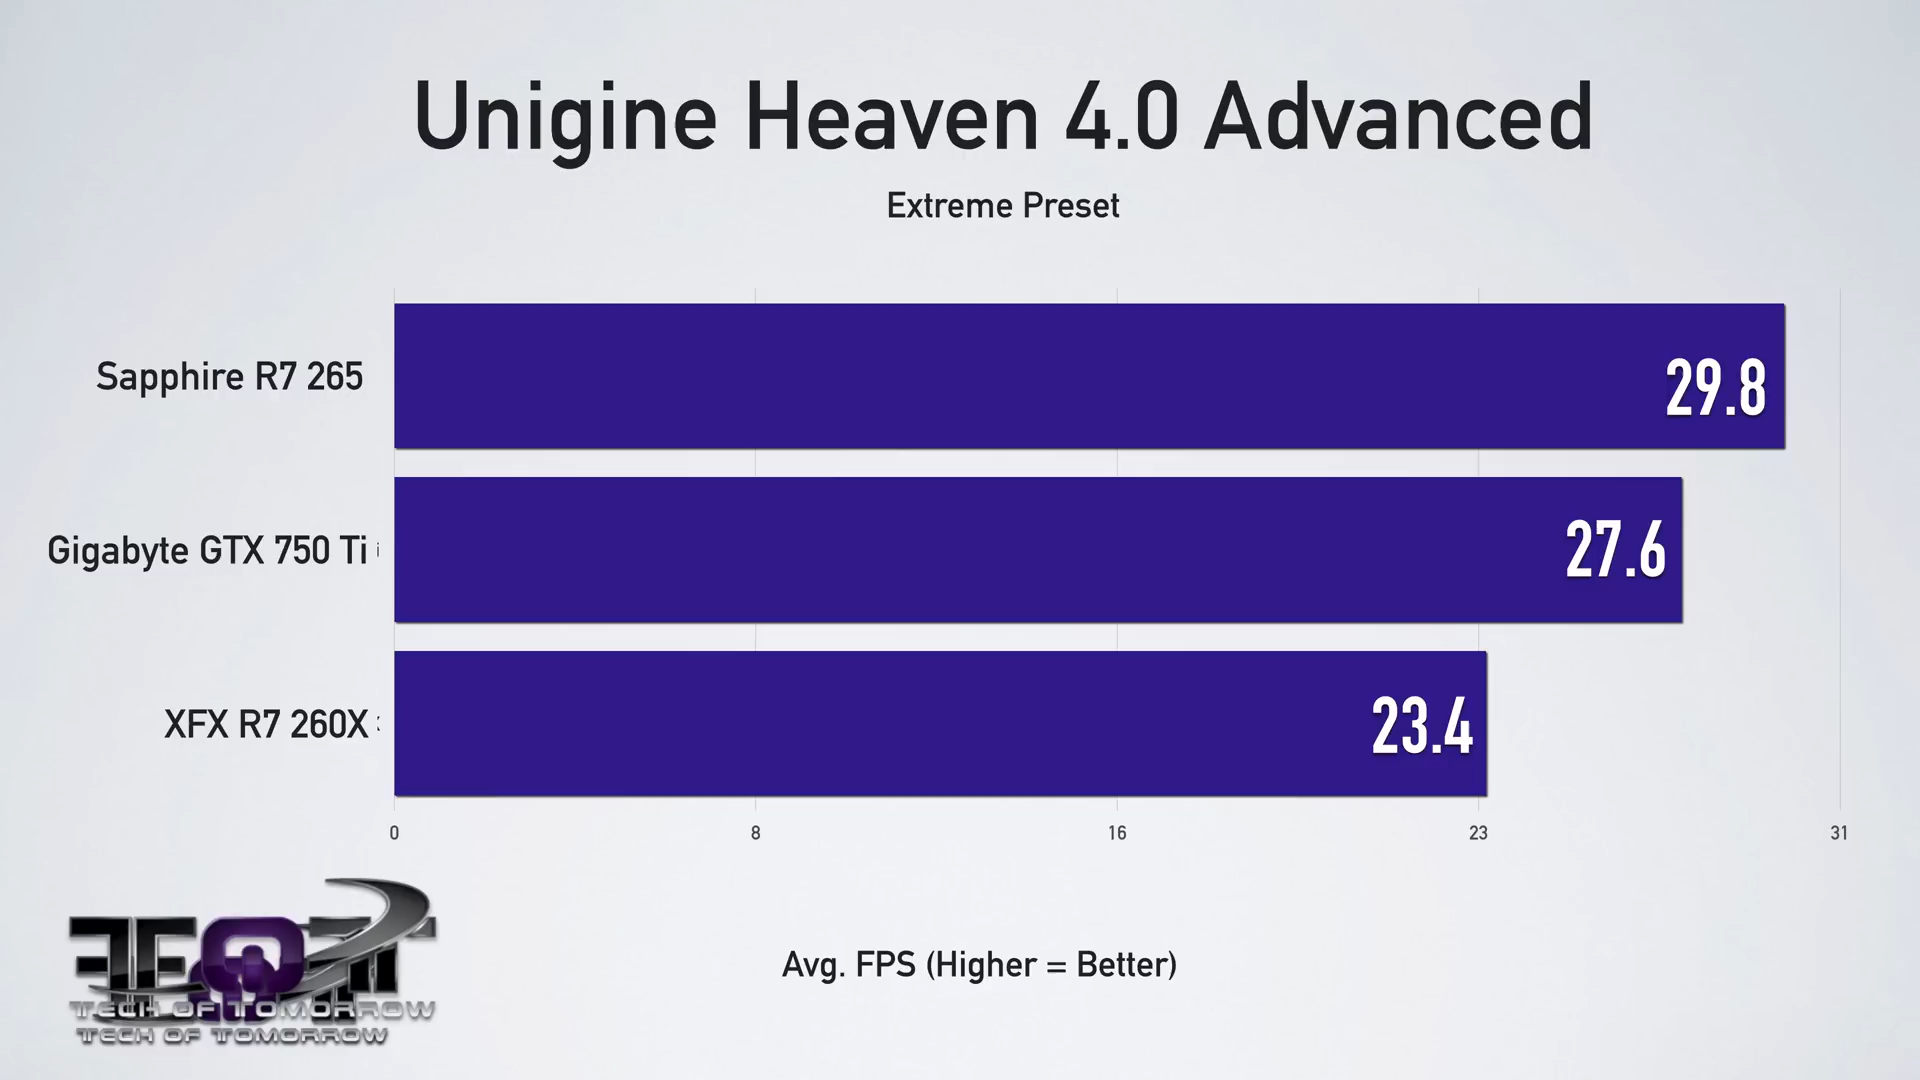 Unigine Heaven 4.0 Advanced
Extreme Preset
Sapphire R7 265
29.8
Gigabyte GTX 750 Ti
27.6
XFX R7 260X
23.4
0 8 16 23 31
Avg. FPS (Higher = Better)
TECH OF TOMORROW
TECH OF TOMORROW